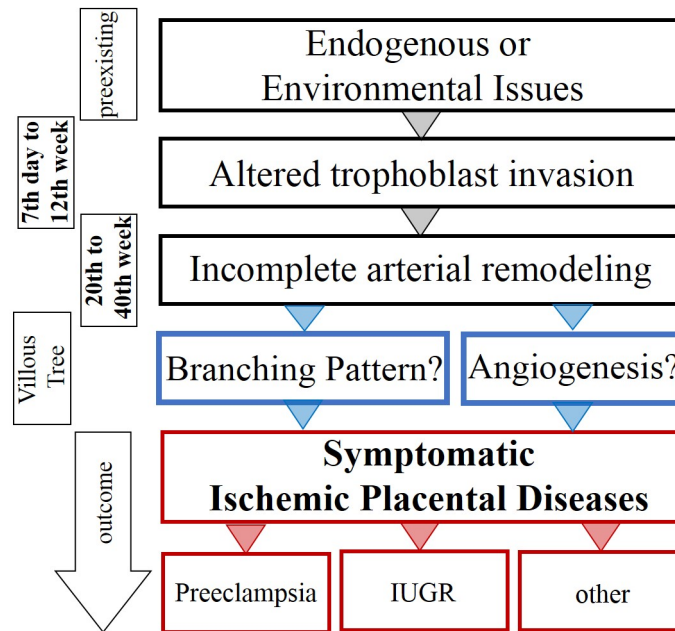 preexisting
Endogenous or
Environmental Issues
7th day to
12th week
Altered trophoblast invasion
20th to
40th week
Incomplete arterial remodeling
Villous
Tree
Branching Pattern?
Angiogenesis?
outcome
Symptomatic
Ischemic Placental Diseases
Preeclampsia
IUGR
other